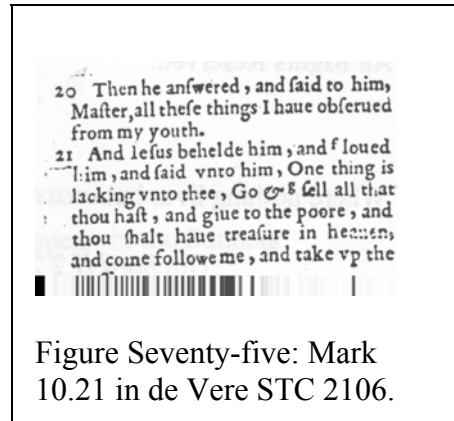 20 Then he anſwered, and ſaid to him,
Maſter, all theſe things I haue obſerued
from my youth.
21 And Ieſus behelde him, and f loued
him, and ſaid vnto him, One thing is
lacking vnto thee, Go & g ſell all that
thou haſt, and giue to the poore, and
thou ſhalt haue treaſure in heauen,
and come followe me, and take vp the
Figure Seventy-five: Mark
10.21 in de Vere STC 2106.